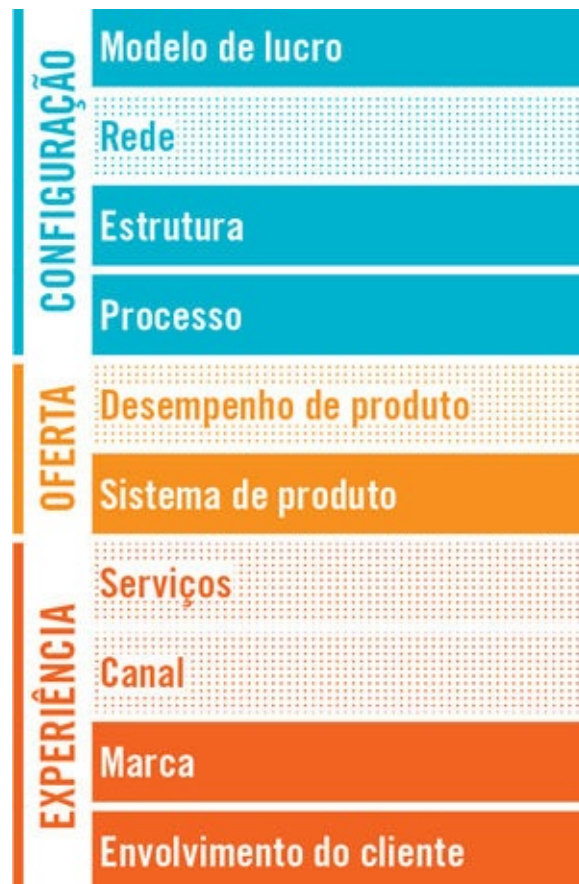 CONFIGURAÇÃO
Modelo de lucro
Rede
Estrutura
Processo
OFERTA
Desempenho de produto
Sistema de produto
EXPERIÊNCIA
Serviços
Canal
Marca
Envolvimento do cliente